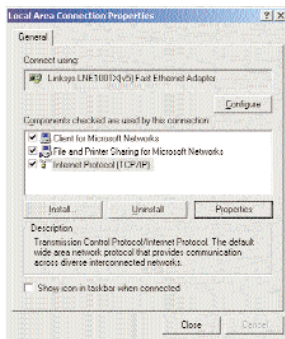 Local Area Connection Properties
General
Connect using:
Linksys LNE100TX(v5) Fast Ethernet Adapter
Configure
Components checked are used by this connection:
Client for Microsoft Networks
File and Printer Sharing for Microsoft Networks
Internet Protocol (TCP/IP)
Install... Uninstall Properties
Description
Transmission Control Protocol/Internet Protocol. The default
wide area network protocol that provides communication
across diverse interconnected networks.
Show icon in taskbar when connected
Close Cancel